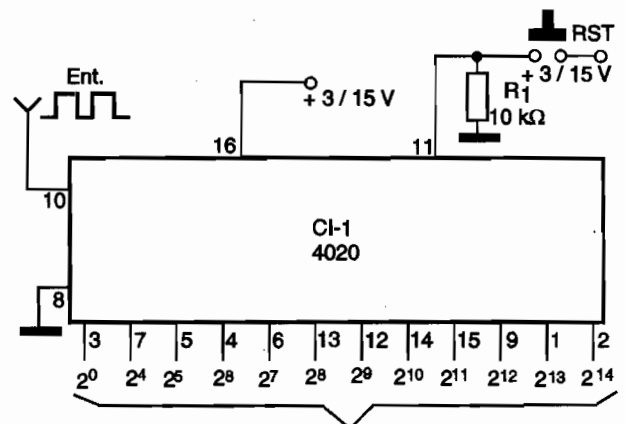 RST
Ent.
+ 3 / 15 V
+ 3 / 15 V
R1
10 kΩ
16
11
10
CI-1
4020
8
3 7 5 4 6 13 12 14 15 9 1 2
2⁰ 2⁴ 2⁵ 2⁸ 2⁷ 2⁸ 2⁹ 2¹⁰ 2¹¹ 2¹² 2¹³ 2¹⁴